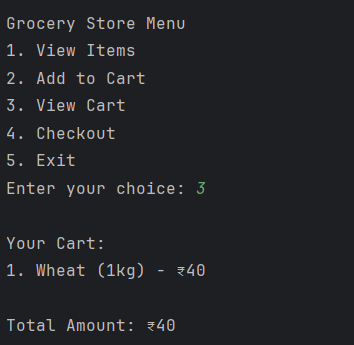 Grocery Store Menu
1. View Items
2. Add to Cart
3. View Cart
4. Checkout
5. Exit
Enter your choice: 3
Your Cart:
1. Wheat (1kg) - ₹40
Total Amount: ₹40